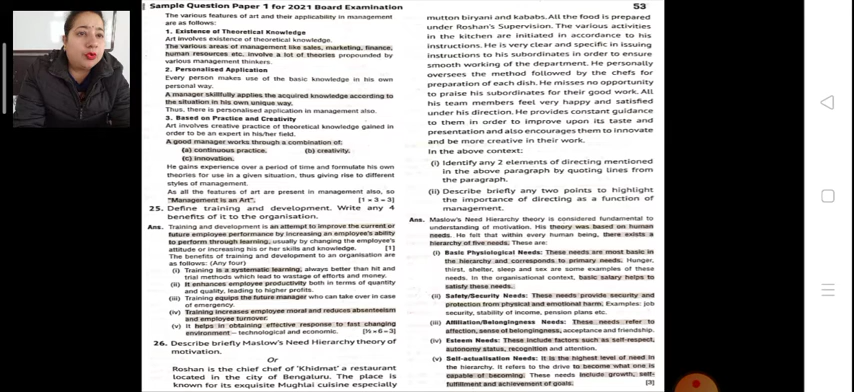 Sample Question Paper 1 for 2021 Board Examination
53
The various features of art and their applicability in management
are as follows:
1. Existence of Theoretical Knowledge
Art involves existence of theoretical knowledge.
The various areas of management like sales, marketing, finance,
human resources etc. involve a lot of theories propounded by
various management thinkers.
2. Personalised Application
Every person makes use of the basic knowledge in his own
personal way.
A manager skillfully applies the acquired knowledge according to
the situation in his own unique way.
Thus, there is personalised application in management also.
3. Based on Practice and Creativity
Art involves creative practice of theoretical knowledge gained in
order to be an expert in his/her field.
A good manager works through a combination of:
(a) continuous practice. (b) creativity.
(c) innovation.
He gains experience over a period of time and formulate his own
theories for use in a given situation, thus giving rise to different
styles of management.
As all the features of art are present in management also, so
"Management is an Art". [1 × 3 = 3]
25. Define training and development. Write any 4
benefits of it to the organisation.
Ans. Training and development is an attempt to improve the current or
future employee performance by increasing an employee's ability
to perform through learning, usually by changing the employee's
attitude or increasing his or her skills and knowledge. [1]
The benefits of training and development to an organisation are
as follows: (Any four)
(i) Training is a systematic learning, always better than hit and
trial methods which lead to wastage of efforts and money.
(ii) It enhances employee productivity both in terms of quantity
and quality, leading to higher profits.
(iii) Training equips the future manager who can take over in case
of emergency.
(iv) Training increases employee moral and reduces absenteeism
and employee turnover.
(v) It helps in obtaining effective response to fast changing
environment – technological and economic. [½ × 6 = 3]
26. Describe briefly Maslow's Need Hierarchy theory of
motivation.
Or
Roshan is the chief chef of 'Khidmat' a restaurant
located in the city of Bengaluru. The place is
known for its exquisite Mughlai cuisine especially
mutton biryani and kababs. All the food is prepared
under Roshan's Supervision. The various activities
in the kitchen are initiated in accordance to his
instructions. He is very clear and specific in issuing
instructions to his subordinates in order to ensure
smooth working of the department. He personally
oversees the method followed by the chefs for
preparation of each dish. He misses no opportunity
to praise his subordinates for their good work. All
his team members feel very happy and satisfied
under his direction. He provides constant guidance
to them in order to improve upon its taste and
presentation and also encourages them to innovate
and be more creative in their work.
In the above context:
(i) Identify any 2 elements of directing mentioned
in the above paragraph by quoting lines from
the paragraph.
(ii) Describe briefly any two points to highlight
the importance of directing as a function of
management.
Ans. Maslow's Need Hierarchy theory is considered fundamental to
understanding of motivation. His theory was based on human
needs. He felt that within every human being, there exists a
hierarchy of five needs. These are:
(i) Basic Physiological Needs: These needs are most basic in
the hierarchy and corresponds to primary needs. Hunger,
thirst, shelter, sleep and sex are some examples of these
needs. In the organisational context, basic salary helps to
satisfy these needs.
(ii) Safety/Security Needs: These needs provide security and
protection from physical and emotional harm; Examples: job
security, stability of income, pension plans etc.
(iii) Affiliation/Belongingness Needs: These needs refer to
affection, sense of belongingness, acceptance and friendship.
(iv) Esteem Needs: These include factors such as self-respect,
autonomy status, recognition and attention.
(v) Self-actualisation Needs: It is the highest level of need in
the hierarchy. It refers to the drive to become what one is
capable of becoming. These needs include growth, self-
fulfillment and achievement of goals. [3]